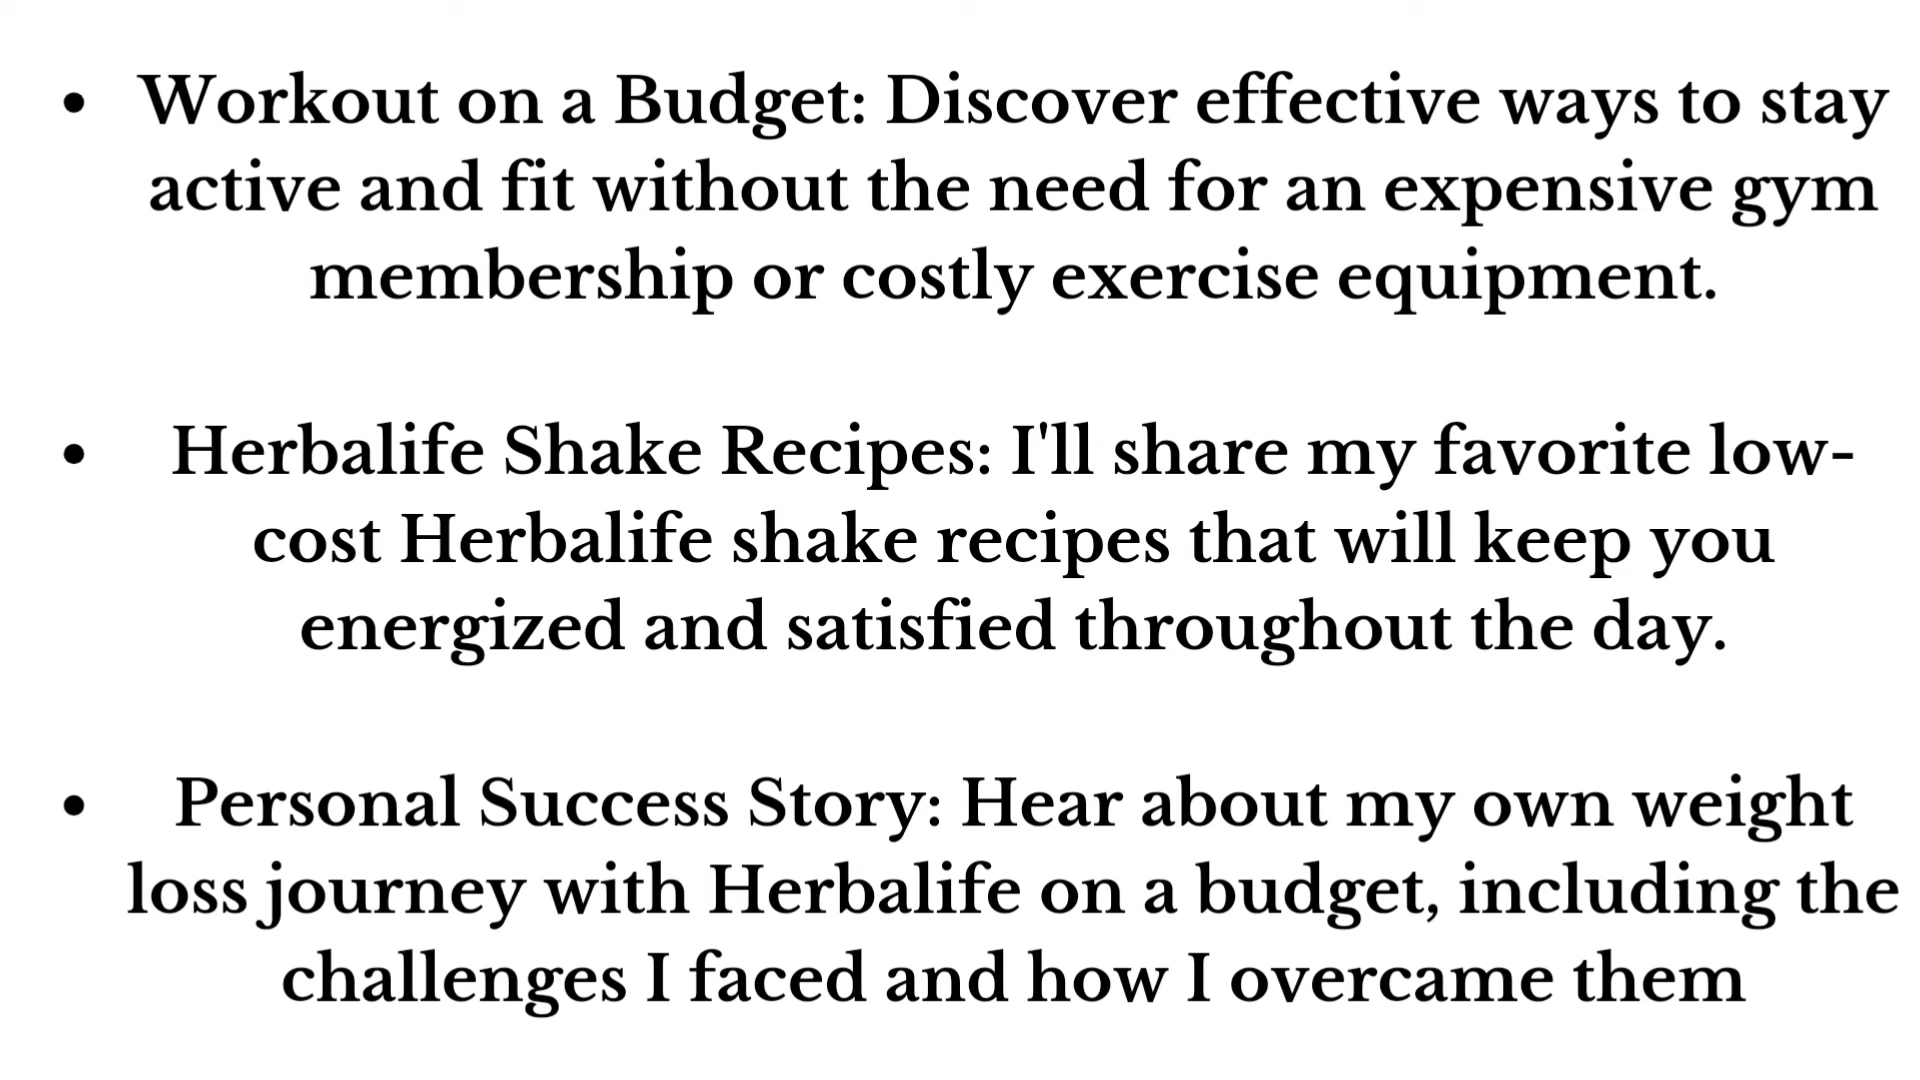 • Workout on a Budget: Discover effective ways to stay
active and fit without the need for an expensive gym
membership or costly exercise equipment.
• Herbalife Shake Recipes: I'll share my favorite low-
cost Herbalife shake recipes that will keep you
energized and satisfied throughout the day.
• Personal Success Story: Hear about my own weight
loss journey with Herbalife on a budget, including the
challenges I faced and how I overcame them